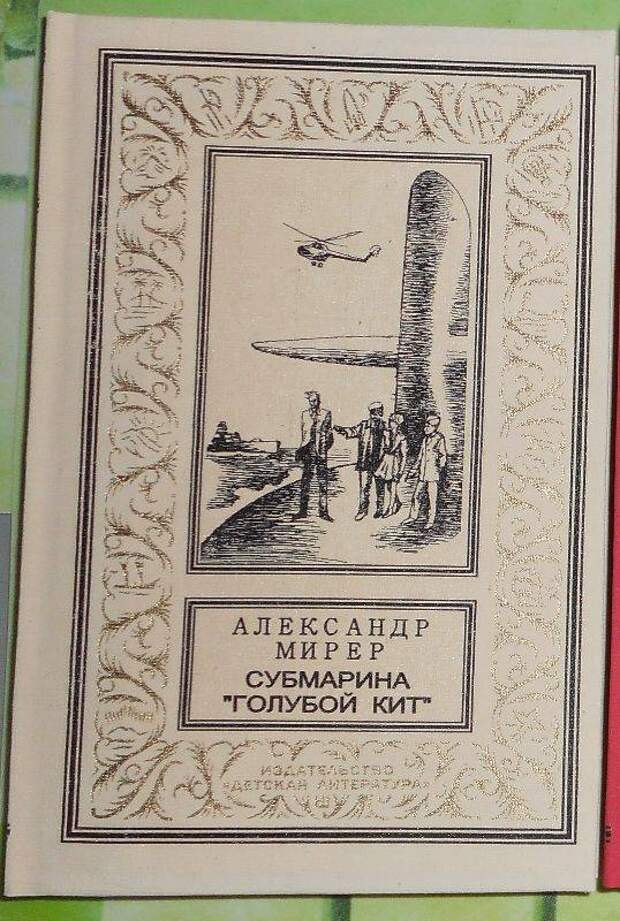 АЛЕКСАНДР
МИРЕР
СУБМАРИНА
"ГОЛУБОЙ КИТ"
ИЗДАТЕЛЬСТВО
«ДЕТСКАЯ ЛИТЕРАТУРА»